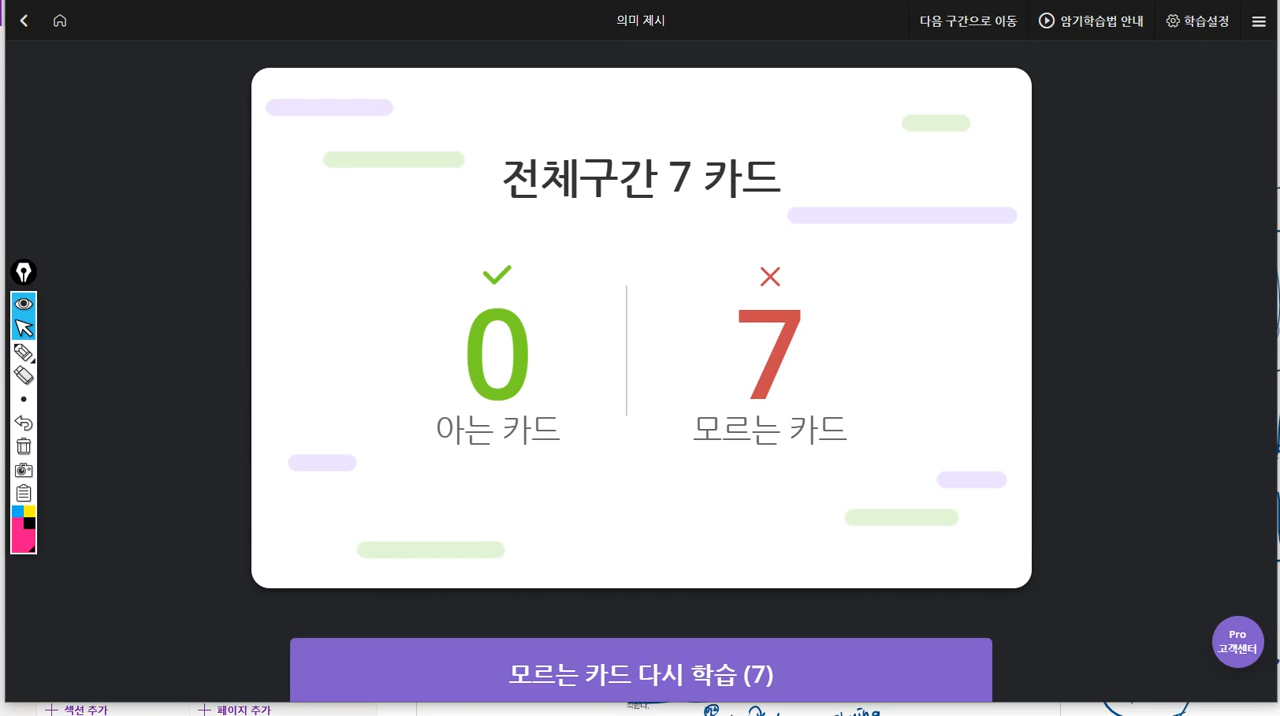 의미 제시
다음 구간으로 이동
암기학습법 안내
학습설정
전체구간 7 카드
0
아는 카드
7
모르는 카드
Pro
고객센터
모르는 카드 다시 학습 (7)
섹션 추가
페이지 추가